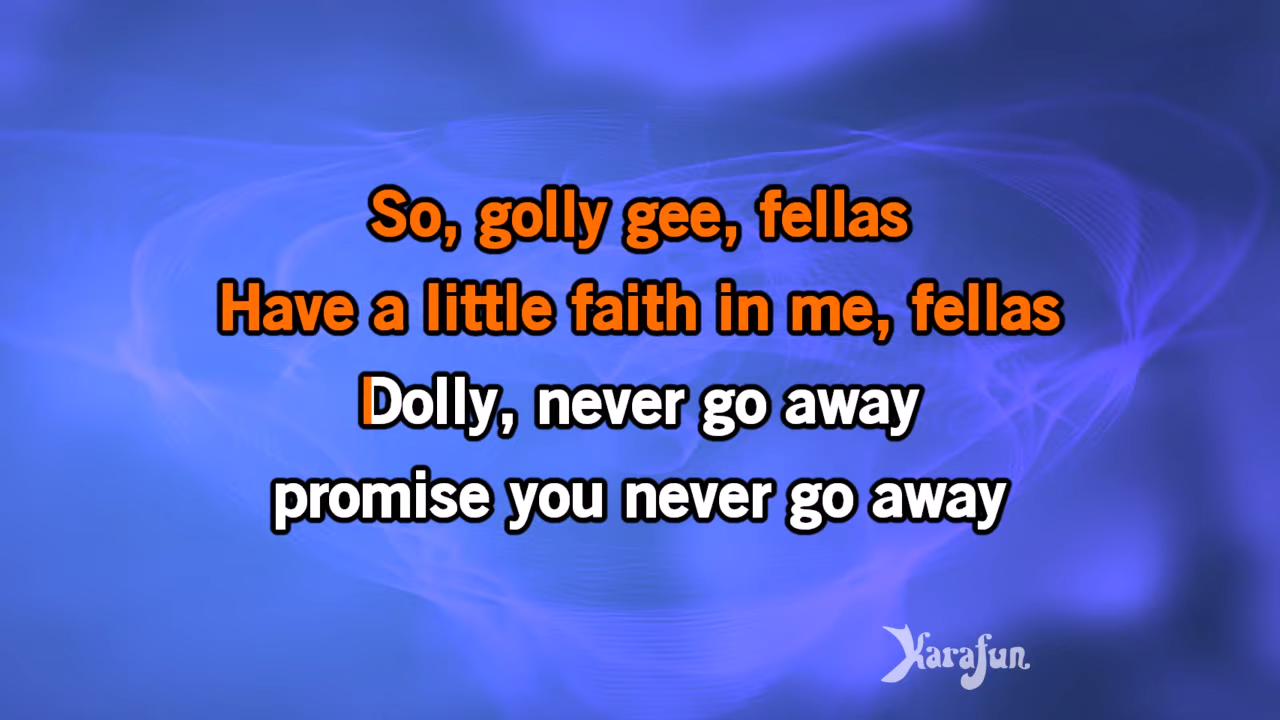 So, golly gee, fellas
Have a little faith in me, fellas
Dolly, never go away
promise you never go away
Karafun